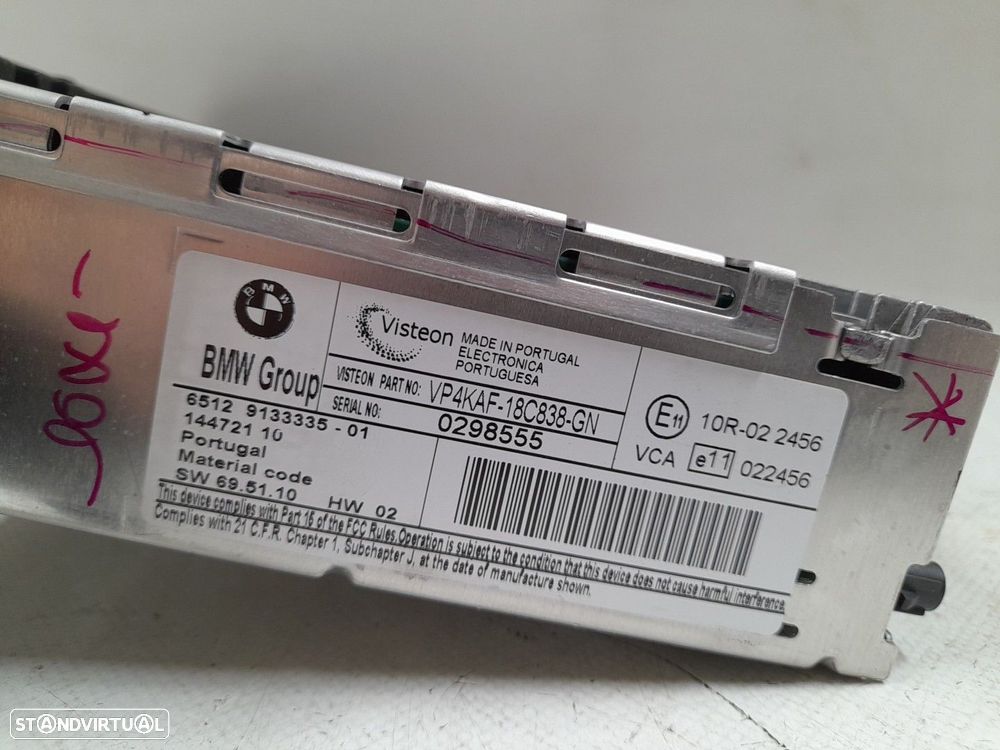 BMW
BMW Group
6512 9133335 - 01
144721 10
Portugal
Material code
SW 69.51.10 HW 02
Visteon
MADE IN PORTUGAL
ELECTRONICA
PORTUGUESA
VISTEON PART NO: VP4KAF-18C838-GN
SERIAL NO: 0298555
E11 10R-02 2456
VCA e11 022456
This device complies with Part 16 of the FCC Rules. Operation is subject to the condition that this device does not cause harmful interference.
Complies with 21 C.F.R. Chapter 1, Subchapter J, at the date of manufacture shown.
STANDVIRTUAL